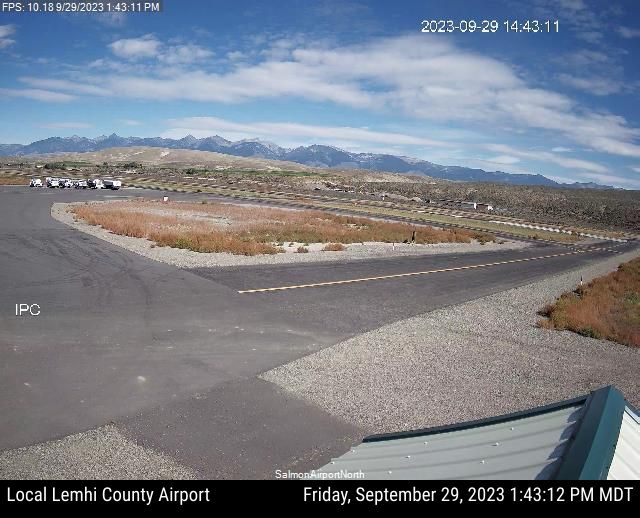 FPS: 10.18 9/29/2023 1:43:11 PM
2023-09-29 14:43:11
IPC
SalmonAirportNorth
Local Lemhi County Airport Friday, September 29, 2023 1:43:12 PM MDT